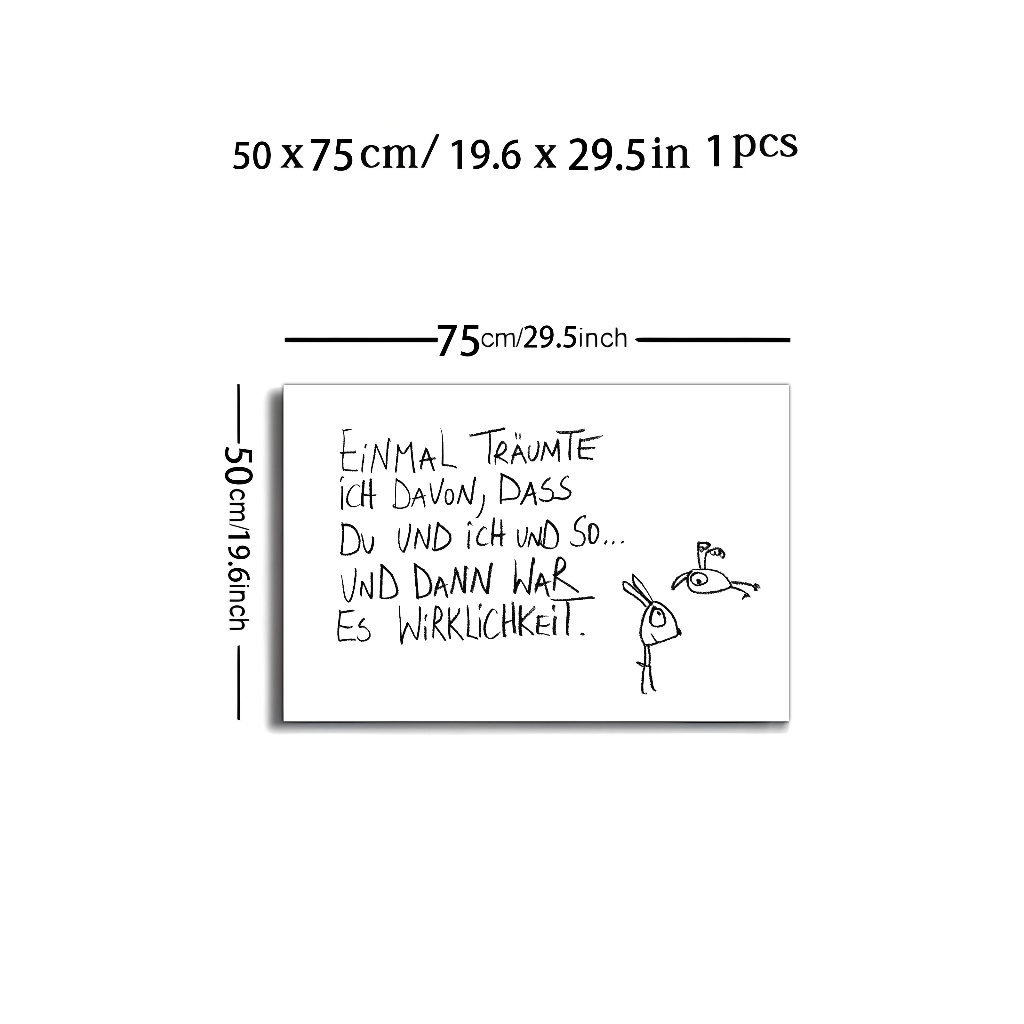 50 x 75 cm/ 19.6 x 29.5 in 1 pcs
75cm/29.5inch
50cm/19.6inch
EiNMAL TRÄUMTE
iCH DAVON, DASS
DU UND iCH UND SO...
UND DANN WAR
ES WiRKLiCHKEiT.